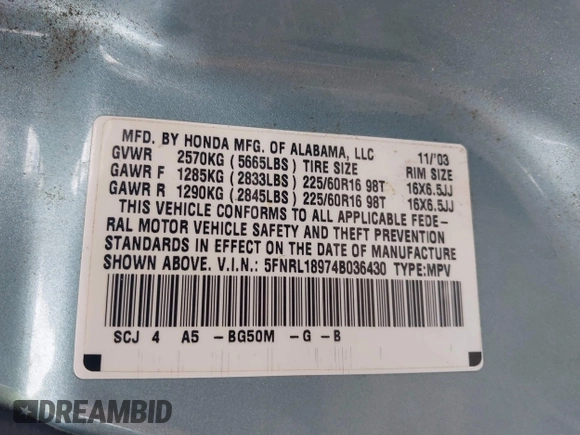 MFD. BY HONDA MFG. OF ALABAMA, LLC 11/'03
GVWR 2570KG (5665LBS) TIRE SIZE RIM SIZE
GAWR F 1285KG (2833LBS) 225/60R16 98T 16X6.5JJ
GAWR R 1290KG (2845LBS) 225/60R16 98T 16X6.5JJ
THIS VEHICLE CONFORMS TO ALL APPLICABLE FEDE-
RAL MOTOR VEHICLE SAFETY AND THEFT PREVENTION
STANDARDS IN EFFECT ON THE DATE OF MANUFACTURE
SHOWN ABOVE. V.I.N.: 5FNRL18974B036430 TYPE:MPV
SCJ 4 A5 -BG50M -G -B
DREAMBID